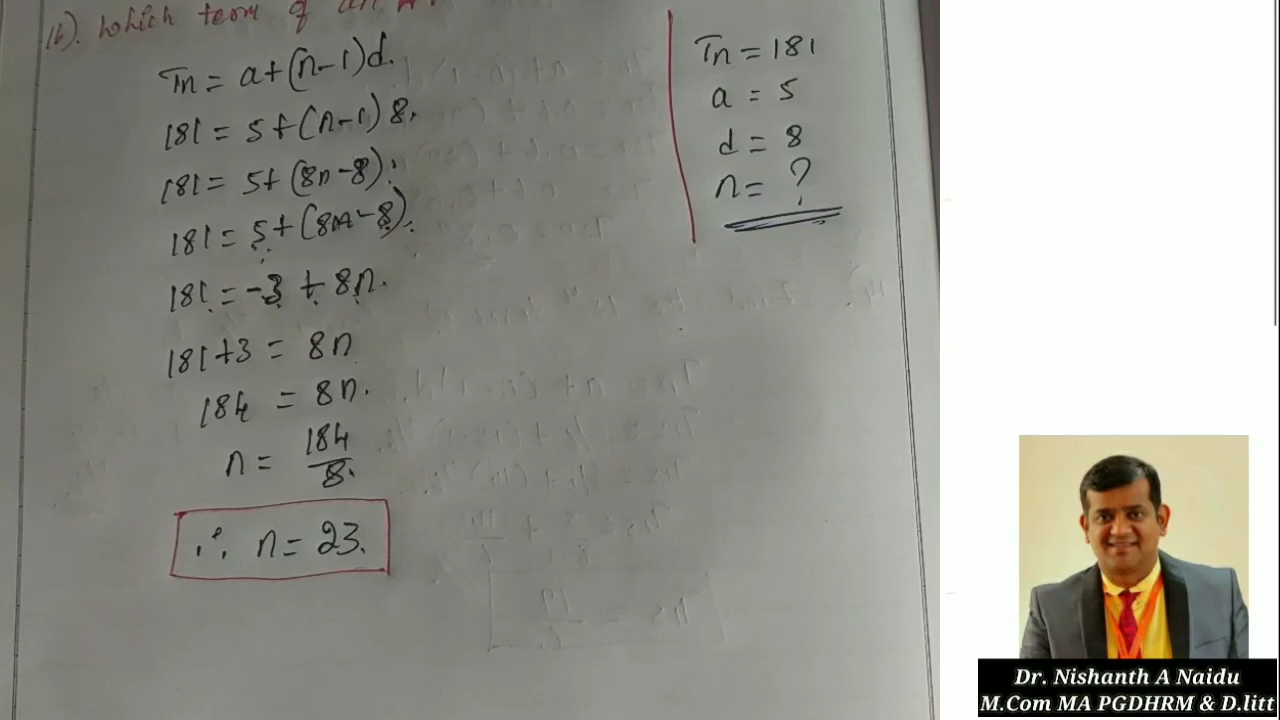 16). Which term of an A.P
Tn = a+(n-1)d.
181 = 5+(n-1) 8.
181 = 5+(8n-8).
181 = 5+(8n-8).
181 = -3 + 8n.
181+3 = 8n
184 = 8n.
n = 184/8.
∴ n = 23.
Tn = 181
a = 5
d = 8
n = ?
Dr. Nishanth A Naidu
M.Com MA PGDHRM & D.litt